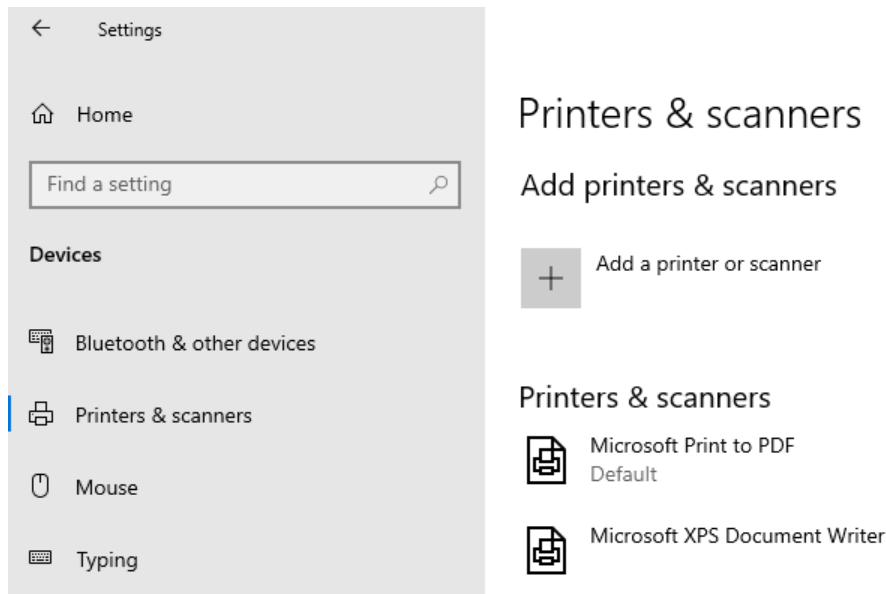 Settings
Home
Find a setting
Devices
Bluetooth & other devices
Printers & scanners
Mouse
Typing
Printers & scanners
Add printers & scanners
Add a printer or scanner
Printers & scanners
Microsoft Print to PDF
Default
Microsoft XPS Document Writer